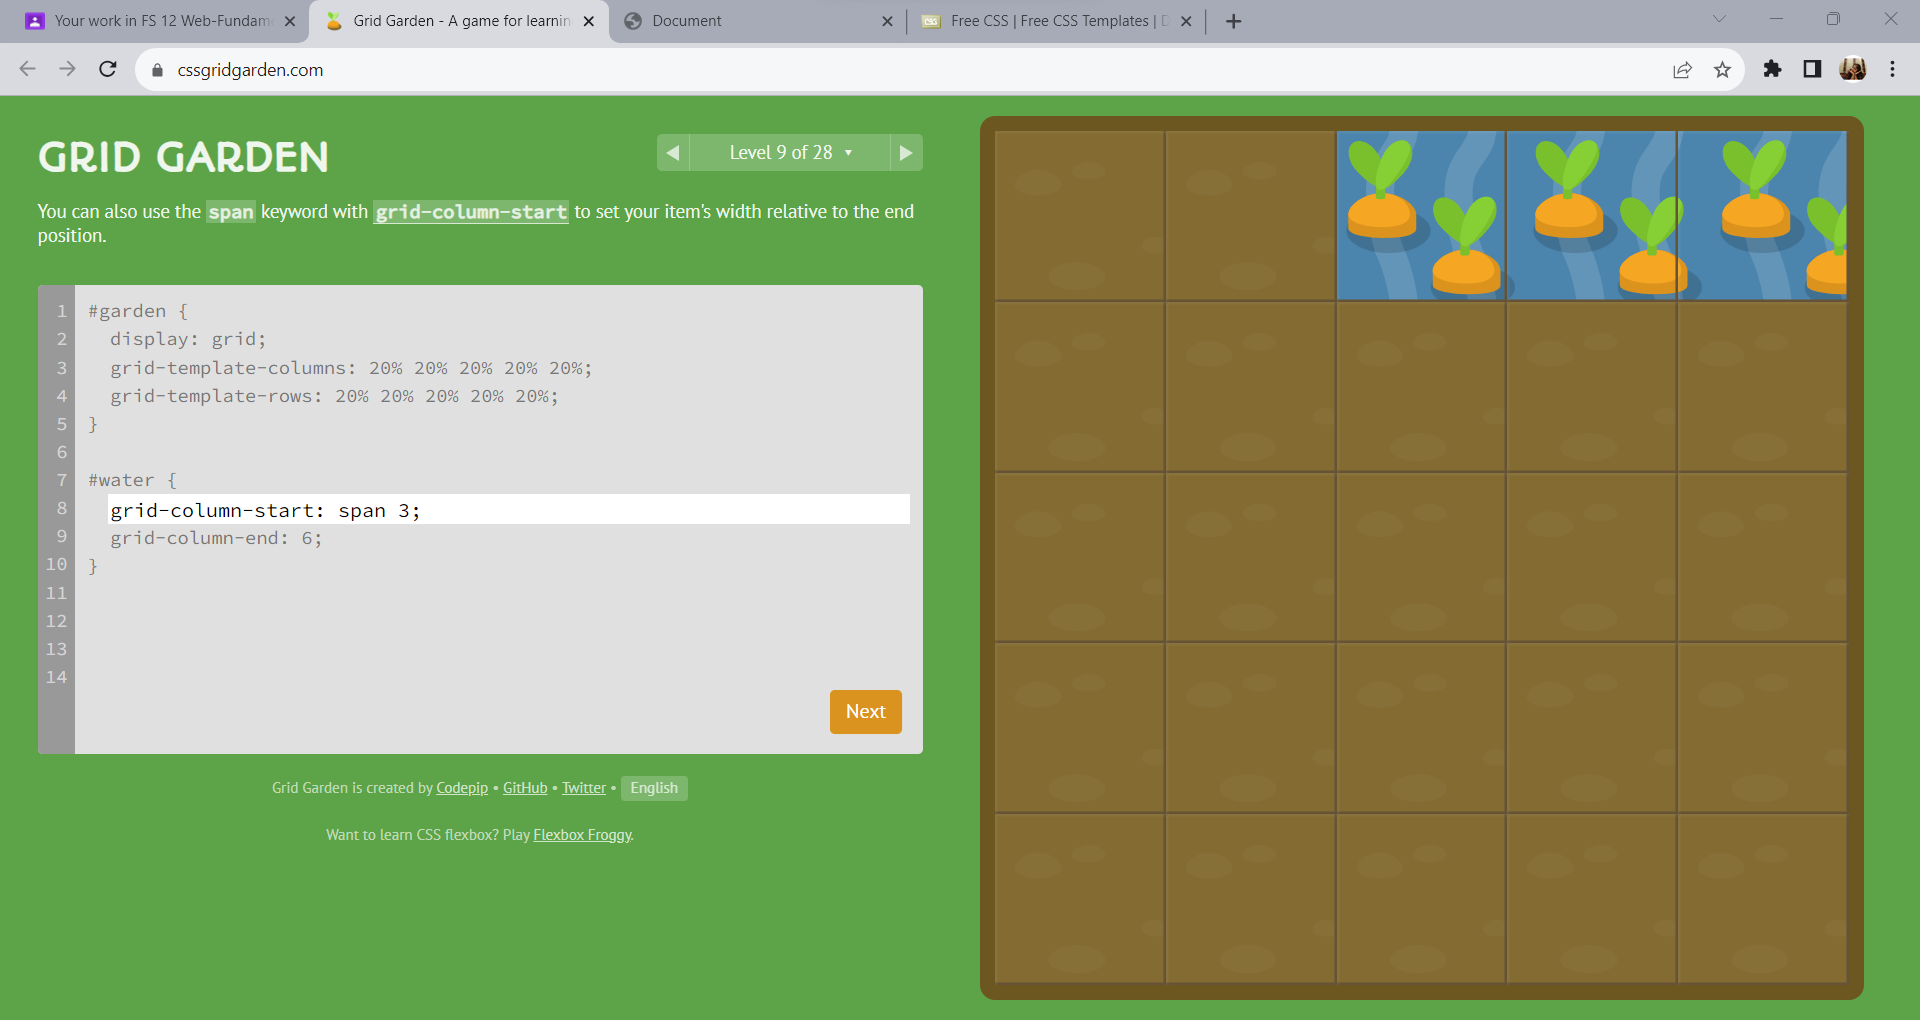 Your work in FS 12 Web-Fundam
Grid Garden - A game for learnin
Document
Free CSS | Free CSS Templates | D
cssgridgarden.com
GRID GARDEN
Level 9 of 28
You can also use the span keyword with grid-column-start to set your item's width relative to the end
position.
1 #garden {
2 display: grid;
3 grid-template-columns: 20% 20% 20% 20% 20%;
4 grid-template-rows: 20% 20% 20% 20% 20%;
5 }
6
7 #water {
8 grid-column-start: span 3;
9 grid-column-end: 6;
10 }
11
12
13
14
Next
Grid Garden is created by Codepip • GitHub • Twitter • English
Want to learn CSS flexbox? Play Flexbox Froggy.